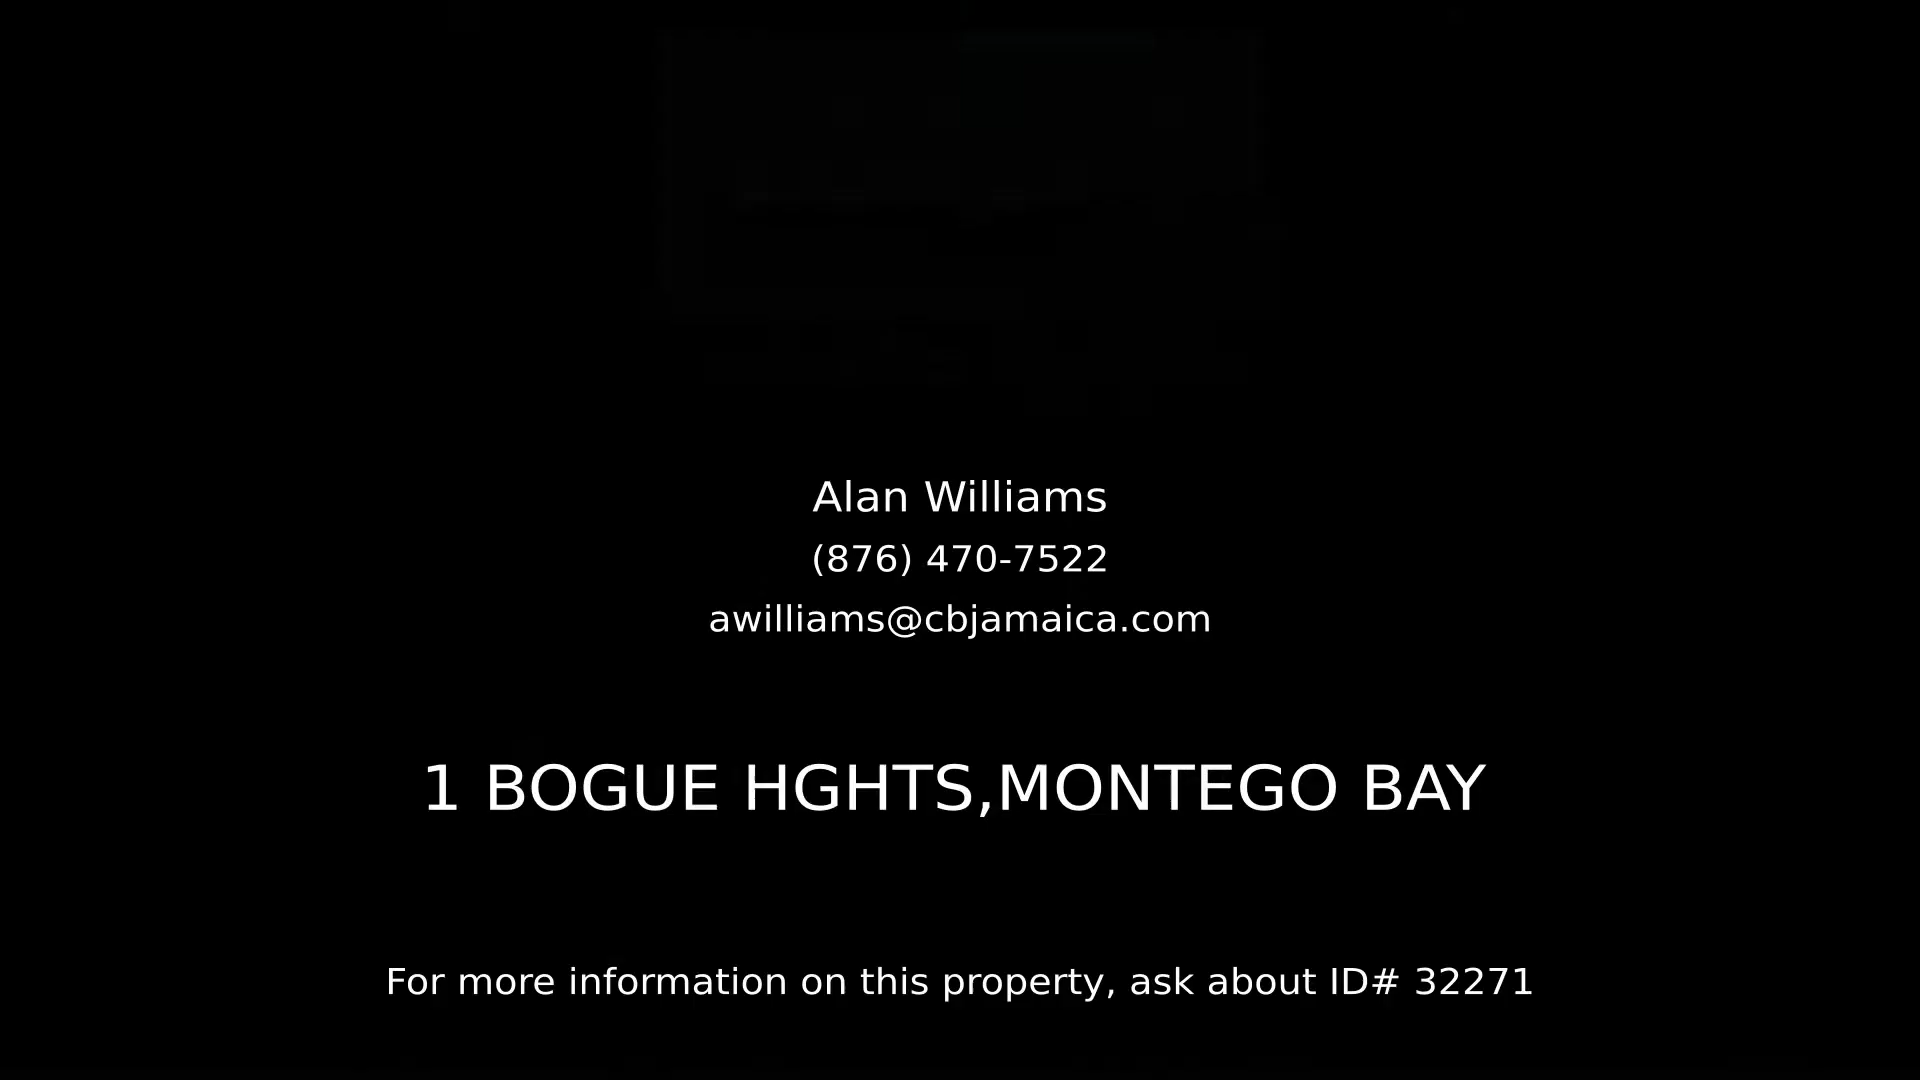 Alan Williams
(876) 470-7522
awilliams@cbjamaica.com
1 BOGUE HGHTS,MONTEGO BAY
For more information on this property, ask about ID# 32271